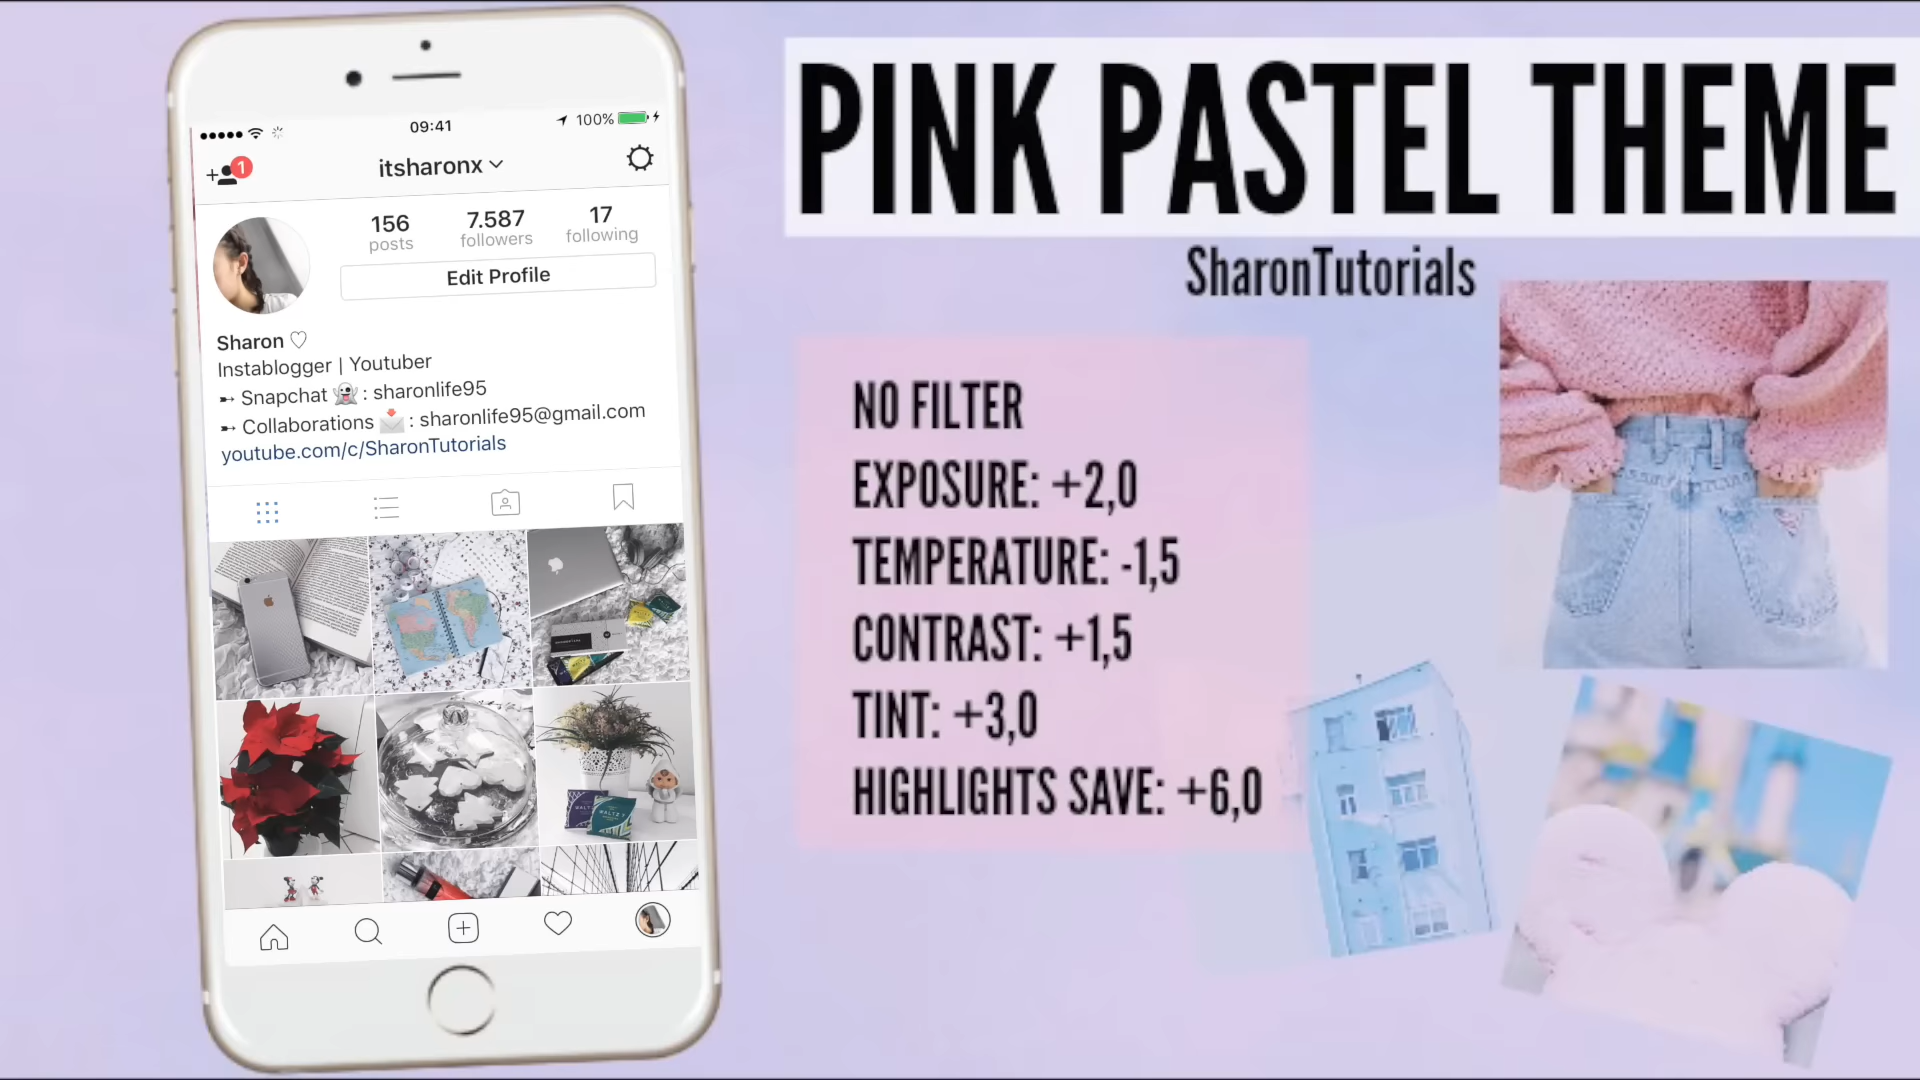 09:41
100%
1
itsharonx
156
posts
7.587
followers
17
following
Edit Profile
Sharon ♡
Instablogger | Youtuber
➸ Snapchat 👻 : sharonlife95
➸ Collaborations 📩 : sharonlife95@gmail.com
youtube.com/c/SharonTutorials
PINK PASTEL THEME
SharonTutorials
NO FILTER
EXPOSURE: +2,0
TEMPERATURE: -1,5
CONTRAST: +1,5
TINT: +3,0
HIGHLIGHTS SAVE: +6,0